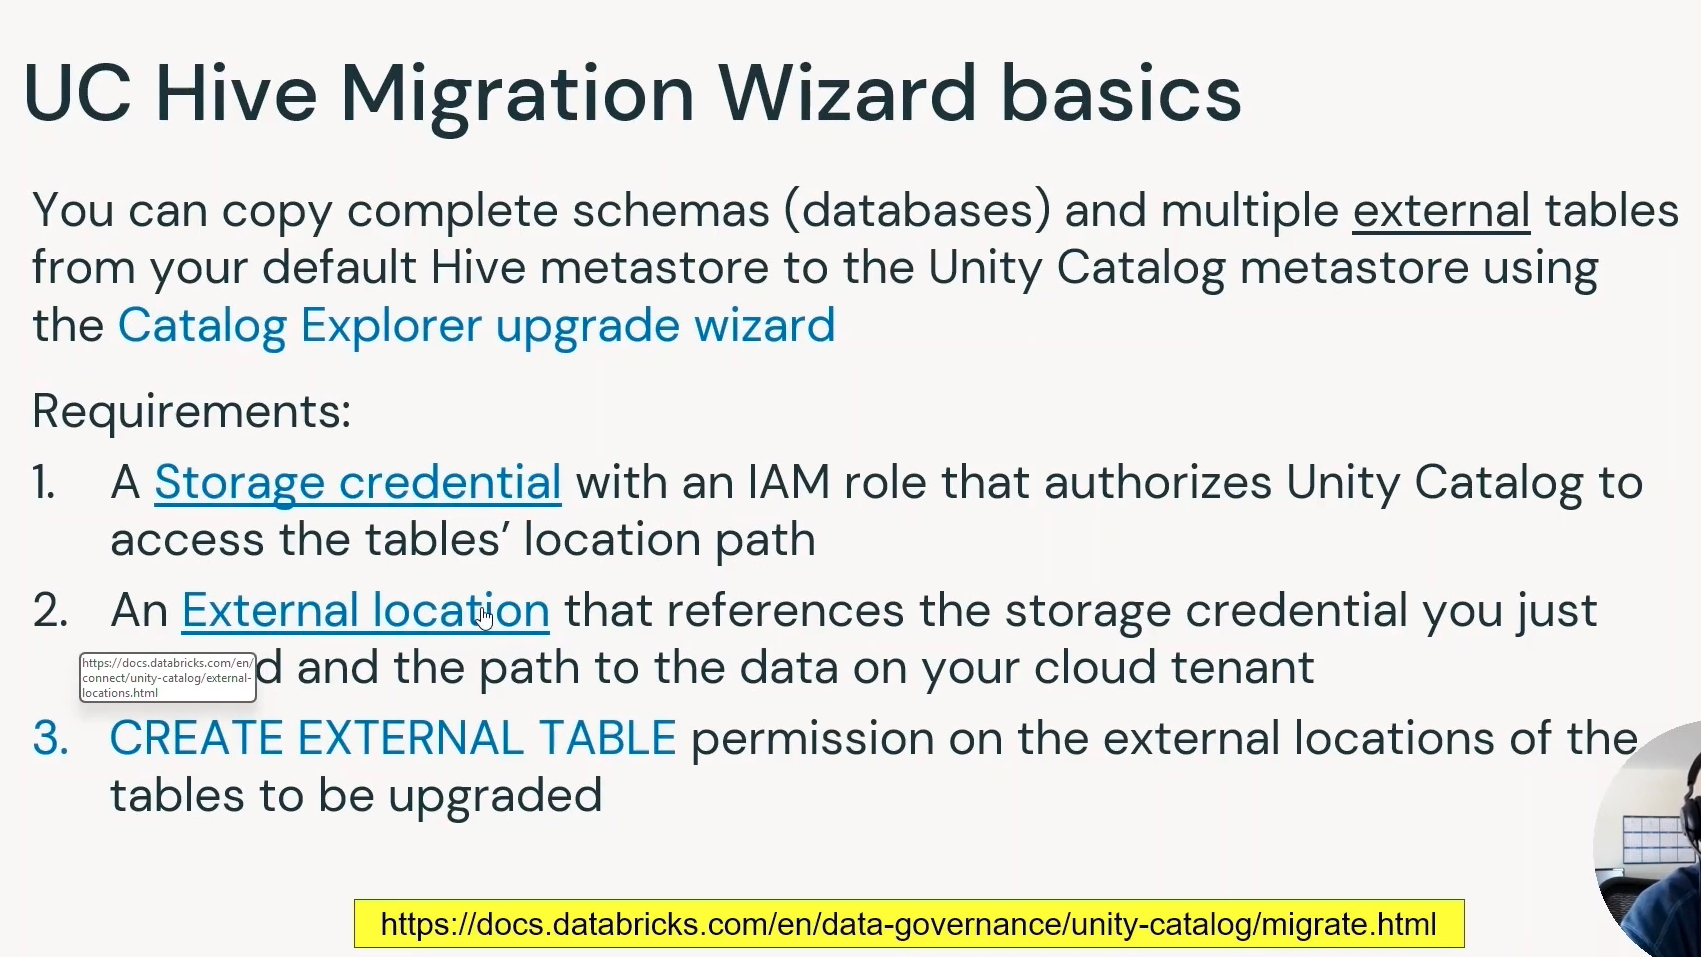 UC Hive Migration Wizard basics
You can copy complete schemas (databases) and multiple external tables
from your default Hive metastore to the Unity Catalog metastore using
the Catalog Explorer upgrade wizard
Requirements:
1. A Storage credential with an IAM role that authorizes Unity Catalog to
access the tables’ location path
2. An External location that references the storage credential you just
d and the path to the data on your cloud tenant
https://docs.databricks.com/en/
connect/unity-catalog/external-
locations.html
3. CREATE EXTERNAL TABLE permission on the external locations of the
tables to be upgraded
https://docs.databricks.com/en/data-governance/unity-catalog/migrate.html